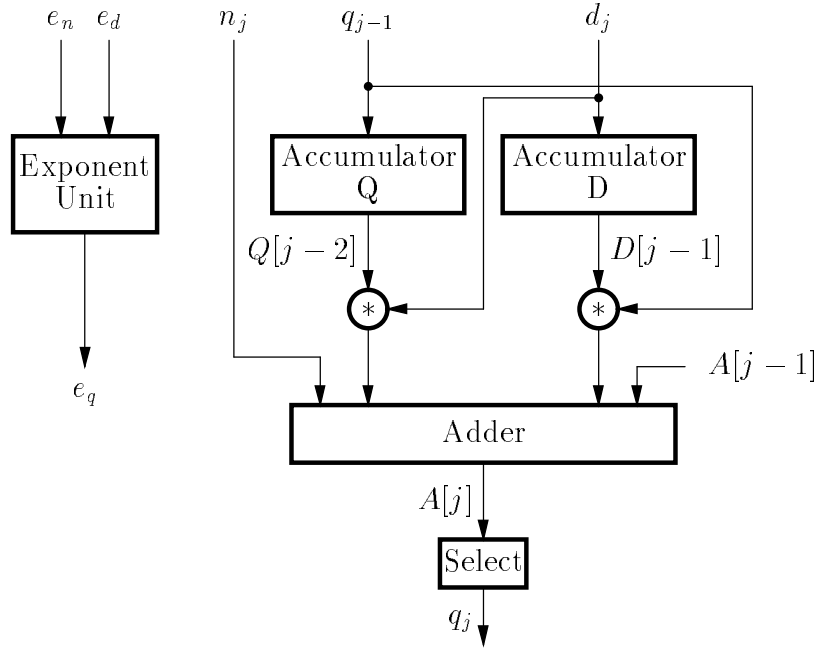 e_n e_d n_j q_{j−1} d_j
Exponent
Unit
Accumulator
Q
Accumulator
D
Q[j − 2]
D[j − 1]
*
*
e_q
A[j − 1]
Adder
A[j]
Select
q_j